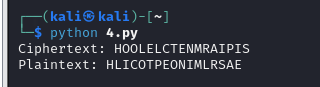 ┌──(kali㉿kali)-[~]
└─$ python 4.py
Ciphertext: HOOLELCTENMRAIPIS
Plaintext: HLICOTPEONIMLRSAE